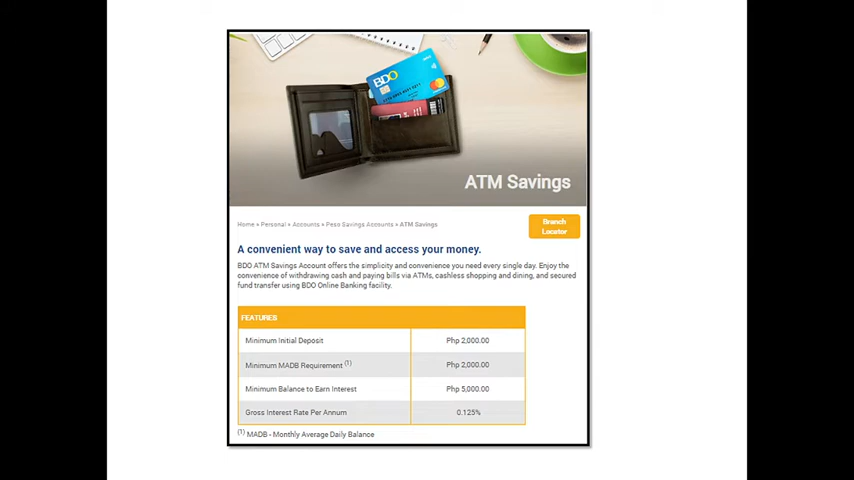 BDO
ATM Savings
Home » Personal » Accounts » Peso Savings Accounts » ATM Savings
Branch
Locator
A convenient way to save and access your money.
BDO ATM Savings Account offers the simplicity and convenience you need every single day. Enjoy the
convenience of withdrawing cash and paying bills via ATMs, cashless shopping and dining, and secured
fund transfer using BDO Online Banking facility.
FEATURES
Minimum Initial Deposit Php 2,000.00
Minimum MADB Requirement (1) Php 2,000.00
Minimum Balance to Earn Interest Php 5,000.00
Gross Interest Rate Per Annum 0.125%
(1) MADB - Monthly Average Daily Balance